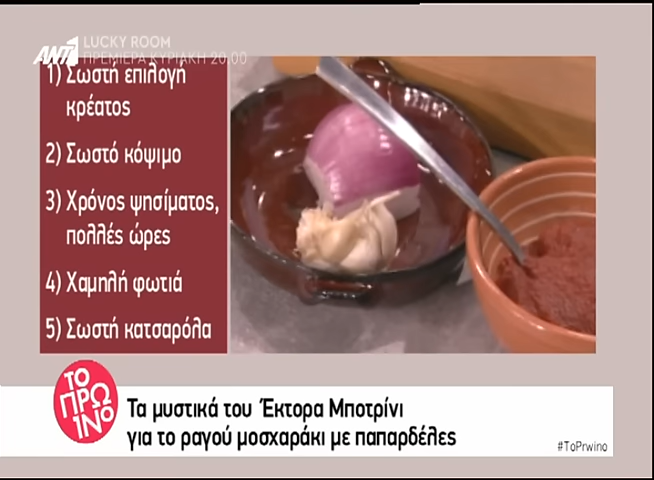 ANT1
LUCKY ROOM
ΠΡΕΜΙΕΡΑ ΚΥΡΙΑΚΗ 20.00
1) Σωστή επιλογή
κρέατος
2) Σωστό κόψιμο
3) Χρόνος ψησίματος,
πολλές ώρες
4) Χαμηλή φωτιά
5) Σωστή κατσαρόλα
ΤΟ
ΠΡΩ
ΙΝΟ
Τα μυστικά του Έκτορα Μποτρίνι
για το ραγού μοσχαράκι με παπαρδέλες
#ToPrwino